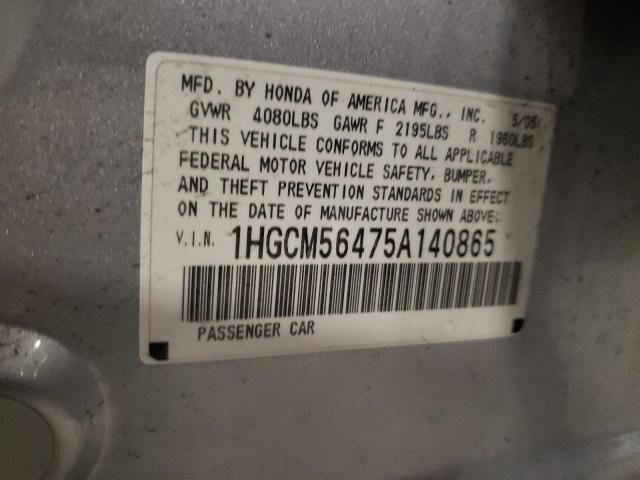 MFD. BY HONDA OF AMERICA MFG., INC. 5/05
GVWR 4080LBS GAWR F 2195LBS R 1960LBS
THIS VEHICLE CONFORMS TO ALL APPLICABLE
FEDERAL MOTOR VEHICLE SAFETY, BUMPER,
AND THEFT PREVENTION STANDARDS IN EFFECT
ON THE DATE OF MANUFACTURE SHOWN ABOVE.
V.I.N. 1HGCM56475A140865
PASSENGER CAR